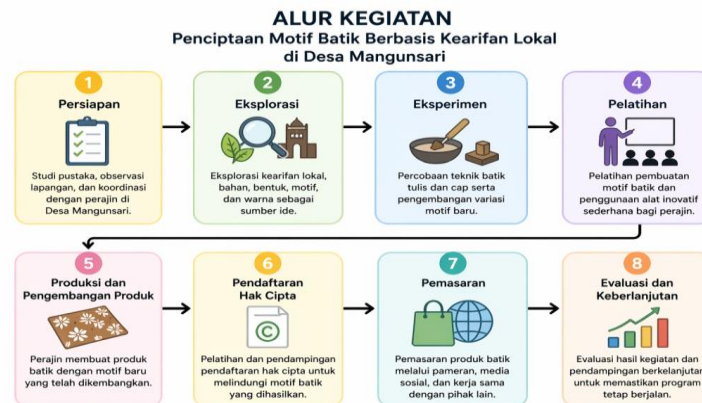 ALUR KEGIATAN
Penciptaan Motif Batik Berbasis Kearifan Lokal
di Desa Mangunsari
1
Persiapan
Studi pustaka, observasi
lapangan, dan koordinasi
dengan perajin di
Desa Mangunsari.
2
Eksplorasi
Eksplorasi kearifan lokal,
bahan, bentuk, motif,
dan warna sebagai
sumber ide.
3
Eksperimen
Percobaan teknik batik
tulis dan cap serta
pengembangan variasi
motif baru.
4
Pelatihan
Pelatihan pembuatan
motif batik dan
penggunaan alat inovatif
sederhana bagi perajin.
5
Produksi dan
Pengembangan Produk
Perajin membuat produk
batik dengan motif baru
yang telah dikembangkan.
6
Pendaftaran
Hak Cipta
©
Pelatihan dan pendampingan
pendaftaran hak cipta untuk
melindungi motif batik
yang dihasilkan.
7
Pemasaran
Pemasaran produk batik
melalui pameran, media
sosial, dan kerja sama
dengan pihak lain.
8
Evaluasi dan
Keberlanjutan
Evaluasi hasil kegiatan dan
pendampingan berkelanjutan
untuk memastikan program
tetap berjalan.